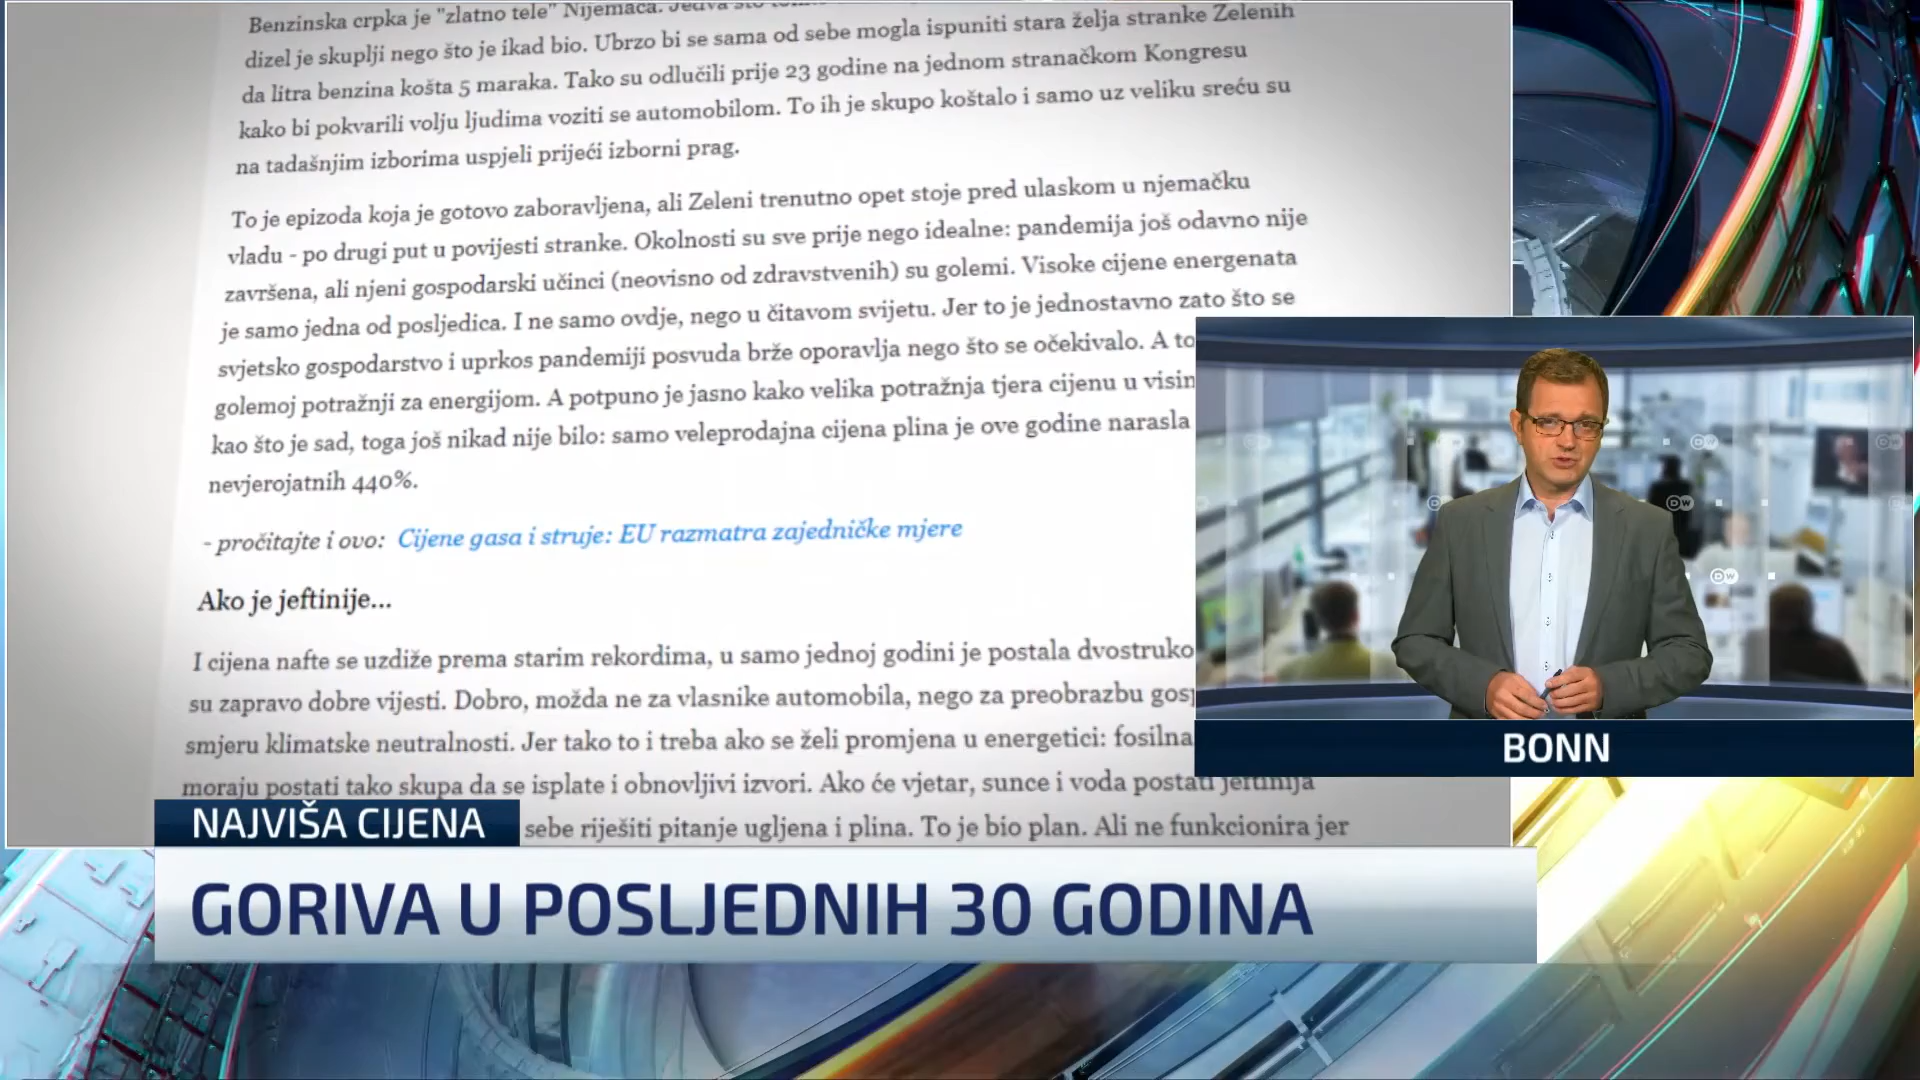 Benzinska crpka je "zlatno tele" Nijemaca. Jedva što
dizel je skuplji nego što je ikad bio. Ubrzo bi se sama od sebe mogla ispuniti stara želja stranke Zelenih
da litra benzina košta 5 maraka. Tako su odlučili prije 23 godine na jednom stranačkom Kongresu
kako bi pokvarili volju ljudima voziti se automobilom. To ih je skupo koštalo i samo uz veliku sreću su
na tadašnjim izborima uspjeli prijeći izborni prag.
To je epizoda koja je gotovo zaboravljena, ali Zeleni trenutno opet stoje pred ulaskom u njemačku
vladu - po drugi put u povijesti stranke. Okolnosti su sve prije nego idealne: pandemija još odavno nije
završena, ali njeni gospodarski učinci (neovisno od zdravstvenih) su golemi. Visoke cijene energenata
je samo jedna od posljedica. I ne samo ovdje, nego u čitavom svijetu. Jer to je jednostavno zato što se
svjetsko gospodarstvo i uprkos pandemiji posvuda brže oporavlja nego što se očekivalo. A to
golemoj potražnji za energijom. A potpuno je jasno kako velika potražnja tjera cijenu u visin
kao što je sad, toga još nikad nije bilo: samo veleprodajna cijena plina je ove godine narasla
nevjerojatnih 440%.
- pročitajte i ovo: Cijene gasa i struje: EU razmatra zajedničke mjere
Ako je jeftinije...
I cijena nafte se uzdiže prema starim rekordima, u samo jednoj godini je postala dvostruko
su zapravo dobre vijesti. Dobro, možda ne za vlasnike automobila, nego za preobrazbu gosp
smjeru klimatske neutralnosti. Jer tako to i treba ako se želi promjena u energetici: fosilna
moraju postati tako skupa da se isplate i obnovljivi izvori. Ako će vjetar, sunce i voda postati jeftinija
sebe riješiti pitanje ugljena i plina. To je bio plan. Ali ne funkcionira jer
DW
DW
DW
BONN
NAJVIŠA CIJENA
GORIVA U POSLJEDNIH 30 GODINA